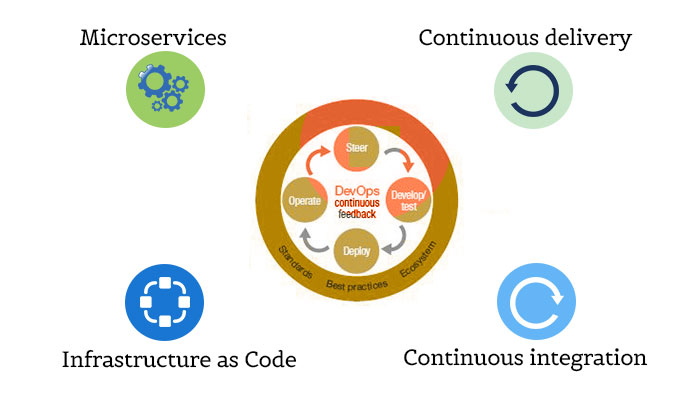 Microservices
Continuous delivery
Steer
Operate
DevOps
continuous
feedback
Develop/
test
Deploy
Standards
Best practices
Ecosystem
Infrastructure as Code
Continuous integration